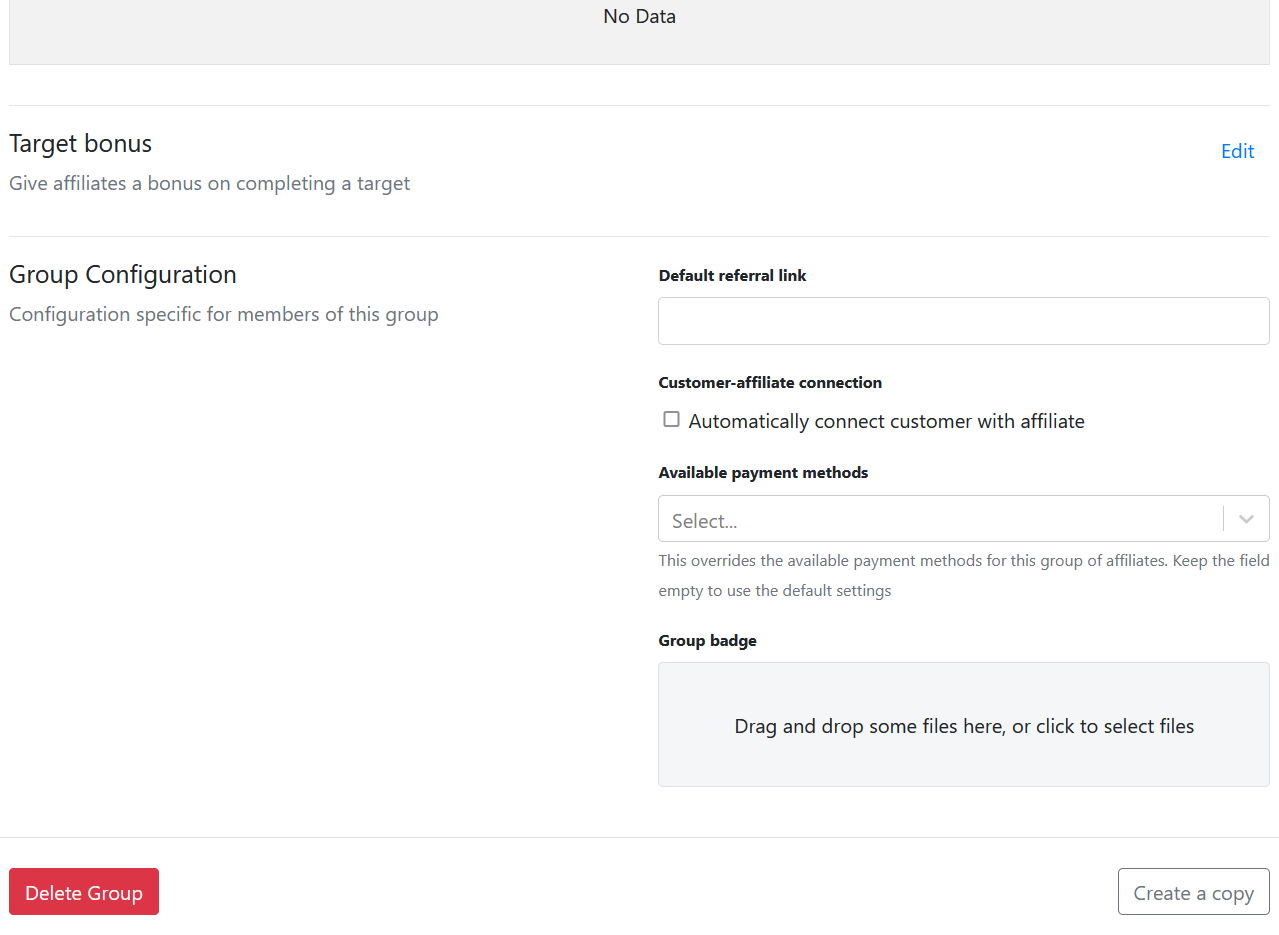 No Data
Target bonus
Edit
Give affiliates a bonus on completing a target
Group Configuration
Configuration specific for members of this group
Default referral link
Customer-affiliate connection
Automatically connect customer with affiliate
Available payment methods
Select...
This overrides the available payment methods for this group of affiliates. Keep the field
empty to use the default settings
Group badge
Drag and drop some files here, or click to select files
Delete Group
Create a copy